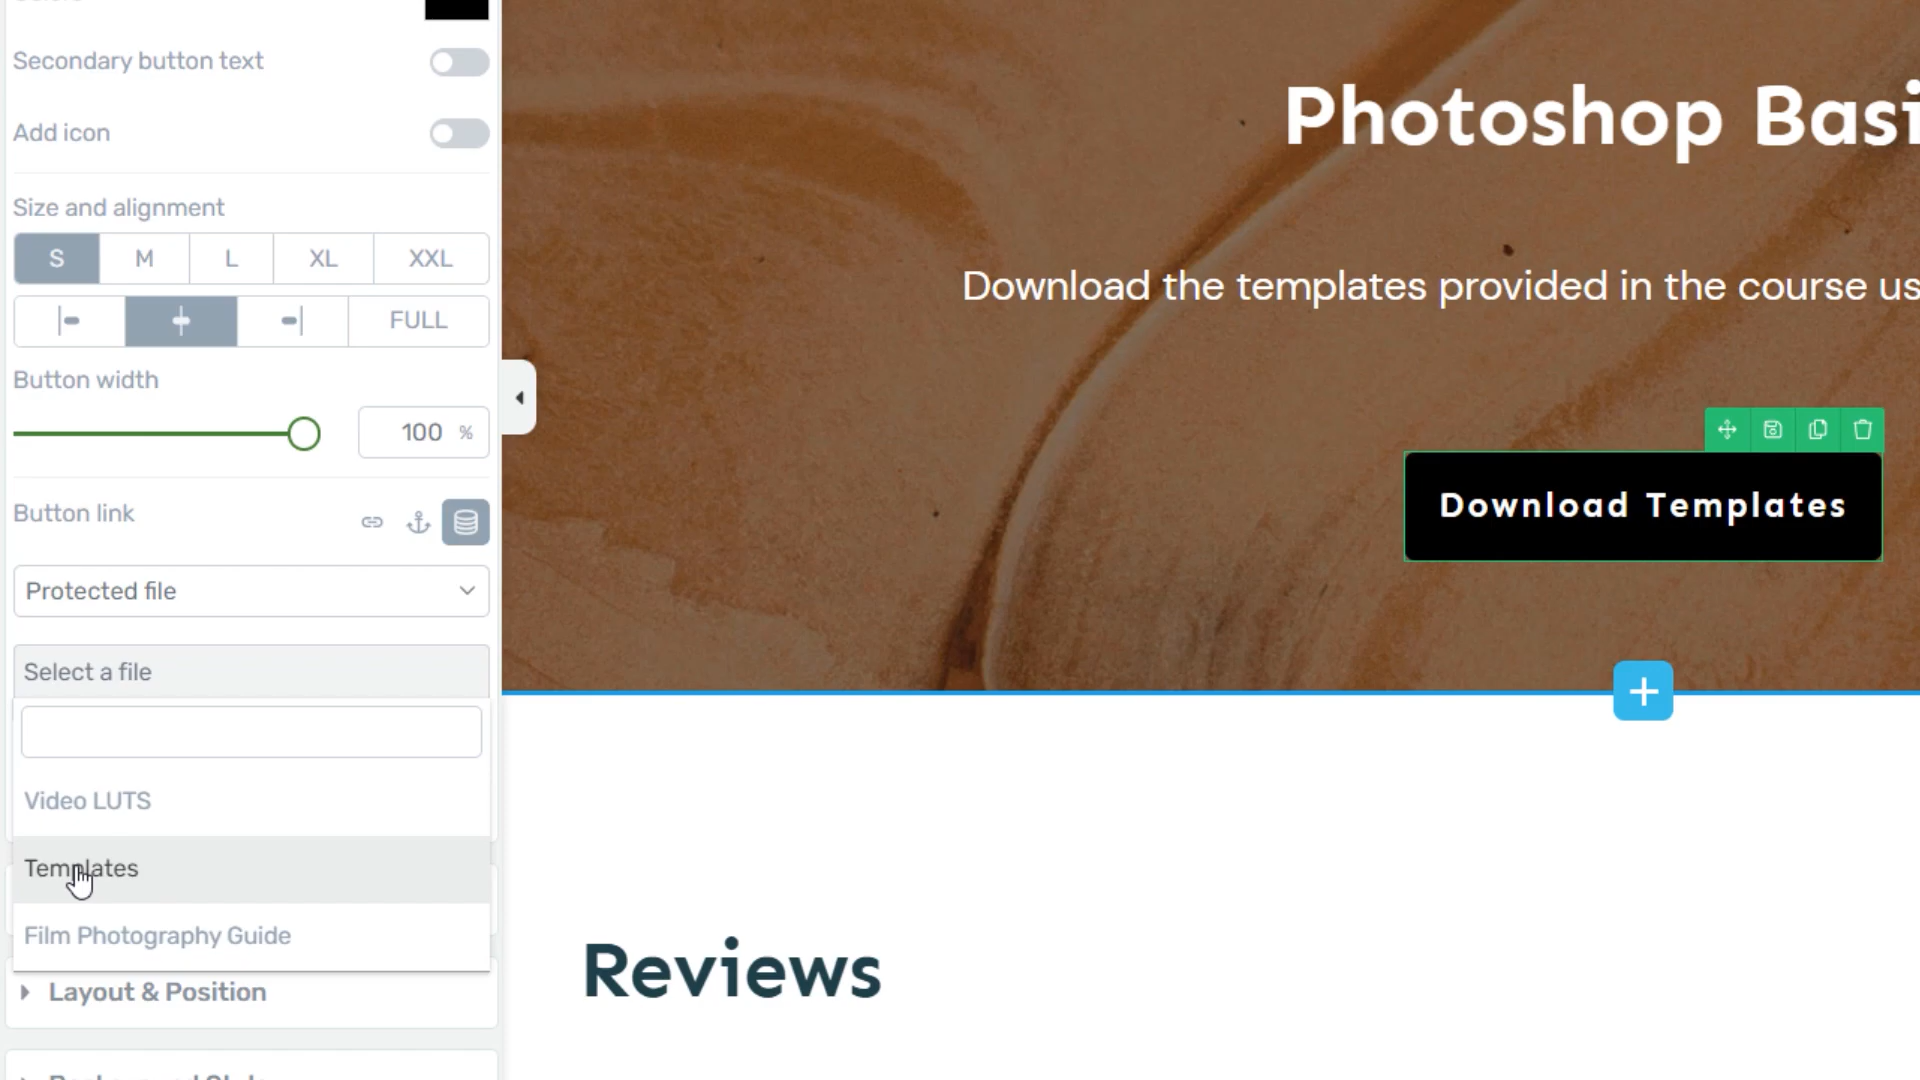 Secondary button text
Add icon
Size and alignment
S M L XL XXL
FULL
Button width
100 %
Button link
Protected file
Select a file
Video LUTS
Templates
Film Photography Guide
Layout & Position
Photoshop Basi
Download the templates provided in the course us
Download Templates
Reviews